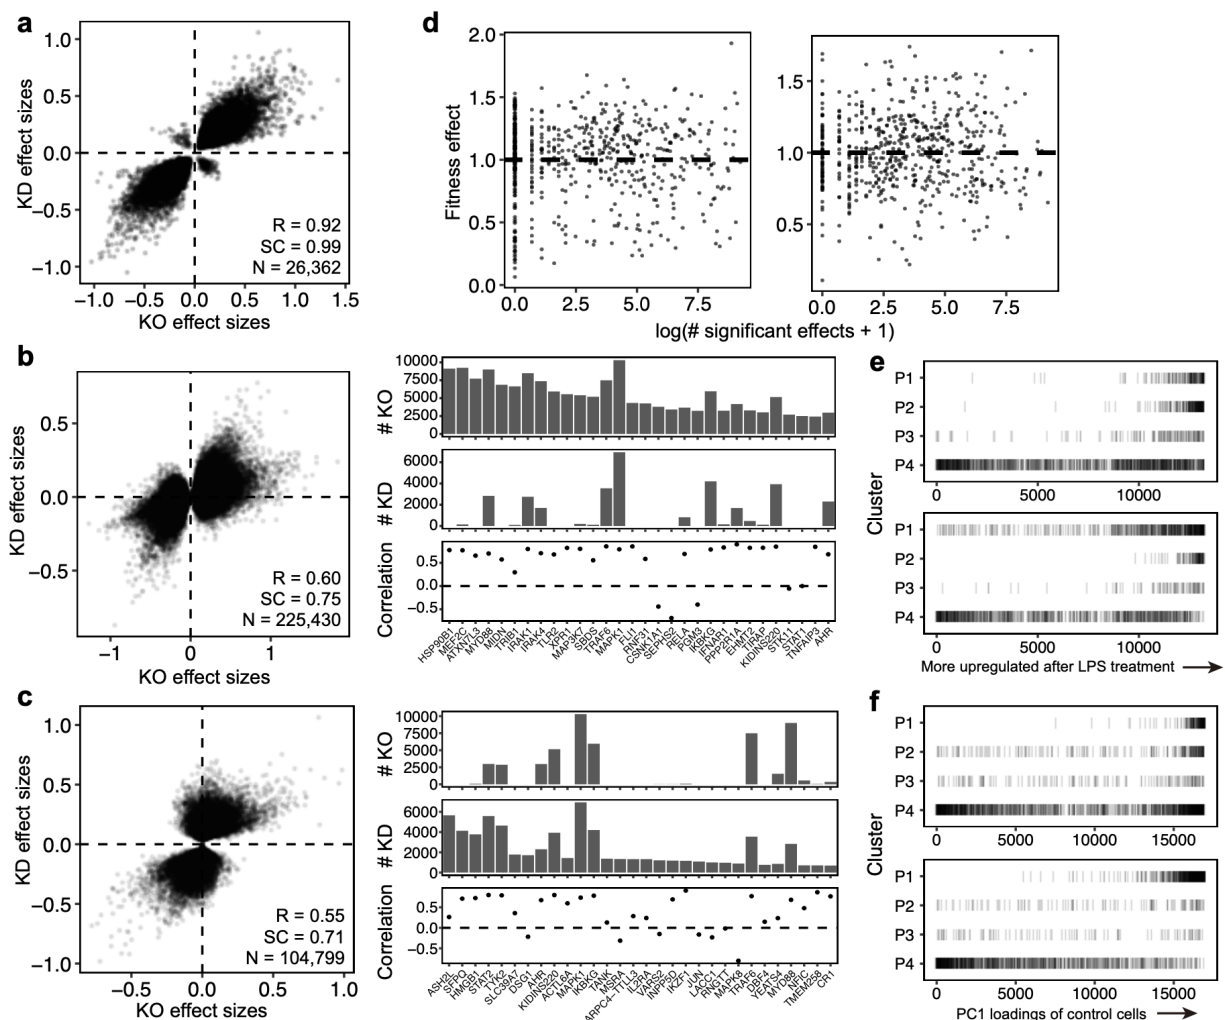 a
1.0
0.5
0.0
−0.5
−1.0
KD effect sizes
R = 0.92
SC = 0.99
N = 26,362
−1.0
−0.5
0.0
0.5
1.0
1.5
KO effect sizes
d
2.0
1.5
1.0
0.5
0.0
Fitness effect
0.0
2.5
5.0
7.5
1.5
1.0
0.5
0.0
2.5
5.0
7.5
log(# significant effects + 1)
b
0.5
0.0
−0.5
KD effect sizes
R = 0.60
SC = 0.75
N = 225,430
−1
0
1
KO effect sizes
# KO
10000
7500
5000
2500
0
# KD
6000
4000
2000
0
Correlation
0.5
0.0
−0.5
HSP90B1
MEF2C
ATXN7L3
MYD88
MIDN
TRIB1
IRAK1
IRAK4
TLR2
XPR1
MAP3K7
SBDS
TRAF6
MAPK1
FLI1
RNF31
CSNK1A1
SEPHS2
RELA
PGM3
IKBKG
IFNAR1
PPP2R1A
EHMT2
TIRAP
KIDINS220
STK11
STAT1
TNFAIP3
AHR
e
Cluster
P1
P2
P3
P4
0
5000
10000
P1
P2
P3
P4
0
5000
10000
More upregulated after LPS treatment
c
1.0
0.5
0.0
−0.5
−1.0
KD effect sizes
R = 0.55
SC = 0.71
N = 104,799
−0.5
0.0
0.5
1.0
KO effect sizes
# KO
10000
7500
5000
2500
0
# KD
6000
4000
2000
0
Correlation
0.5
0.0
−0.5
ASH2L
SFPQ
HMGB1
STAT2
TYK2
SLC39A7
DSG1
AHR
KIDINS220
ACTL6A
MAPK1
IKBKG
TANK
MSRA
ARPC4−TTLL3
IL2RA
VARS2
INPP5D
IKZF1
JUN
LACC1
RNGTT
MAPK8
TRAF6
DBF4
YEATS4
MYD88
NFIC
TMEM258
CR1
f
Cluster
P1
P2
P3
P4
0
5000
10000
15000
P1
P2
P3
P4
0
5000
10000
15000
PC1 loadings of control cells